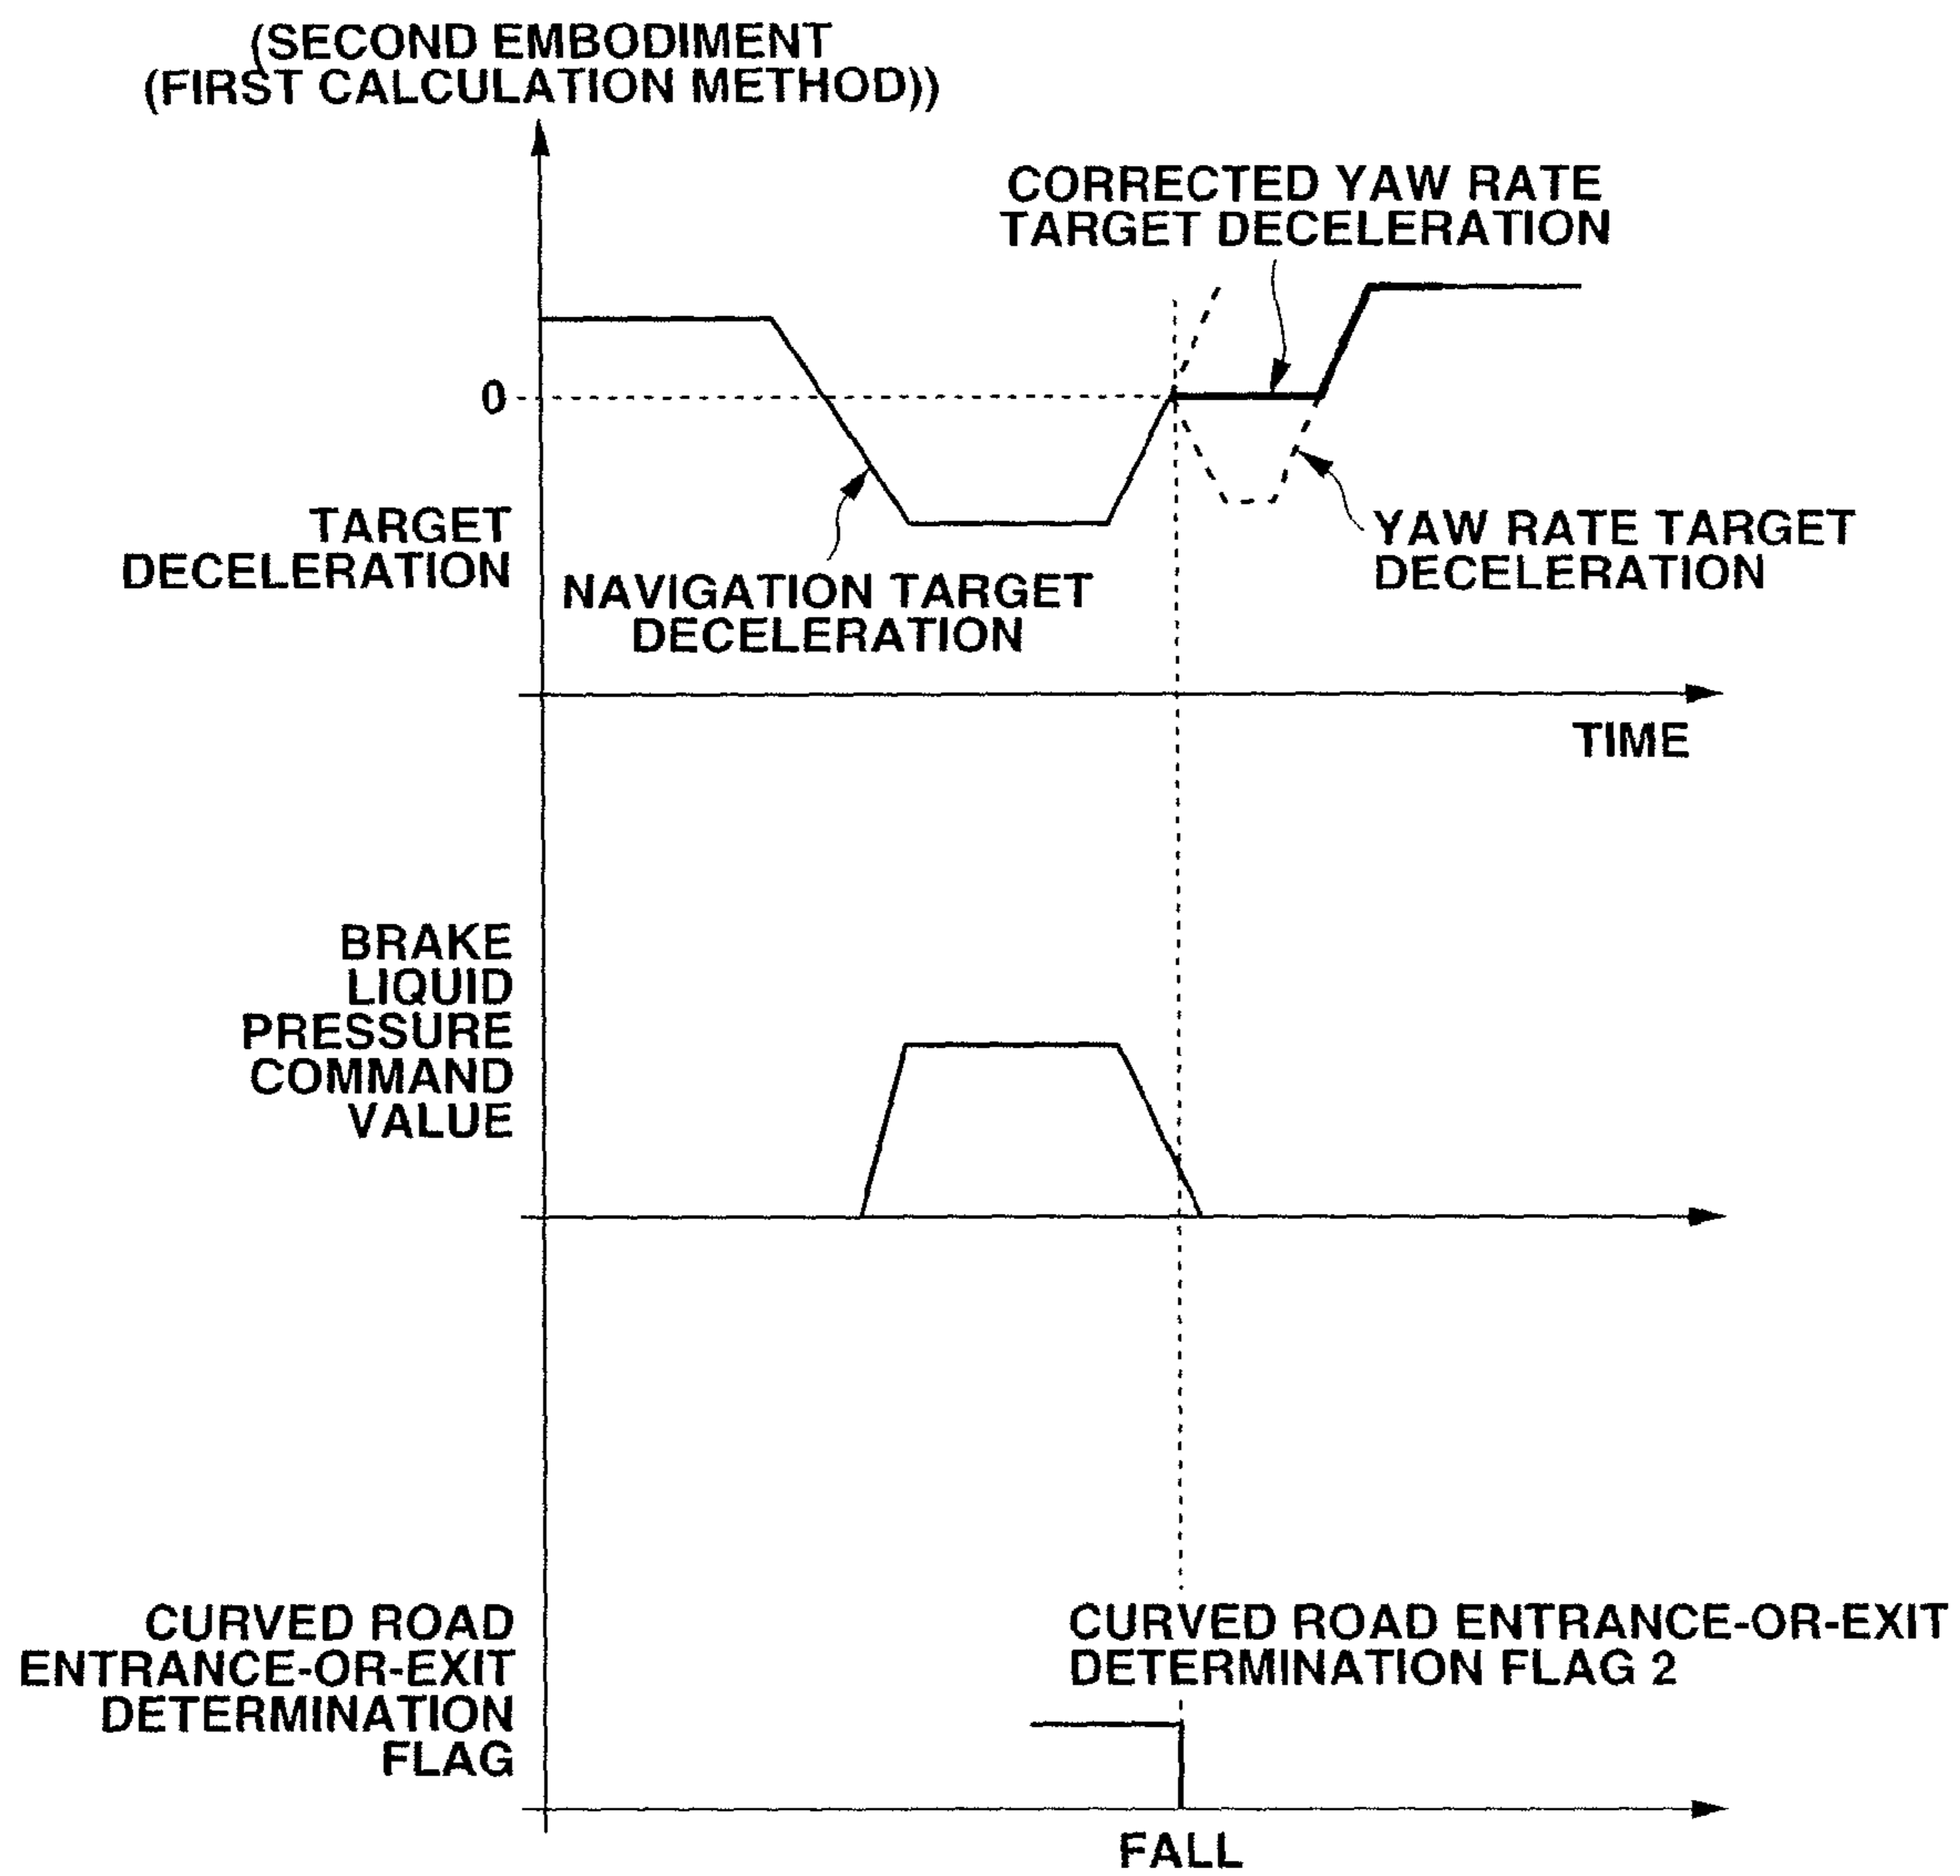 (SECOND EMBODIMENT
(FIRST CALCULATION METHOD))
CORRECTED YAW RATE
TARGET DECELERATION
0
TARGET
DECELERATION
YAW RATE TARGET
DECELERATION
NAVIGATION TARGET
DECELERATION
TIME
BRAKE
LIQUID
PRESSURE
COMMAND
VALUE
CURVED ROAD
ENTRANCE-OR-EXIT
DETERMINATION
FLAG
CURVED ROAD ENTRANCE-OR-EXIT
DETERMINATION FLAG 2
FALL